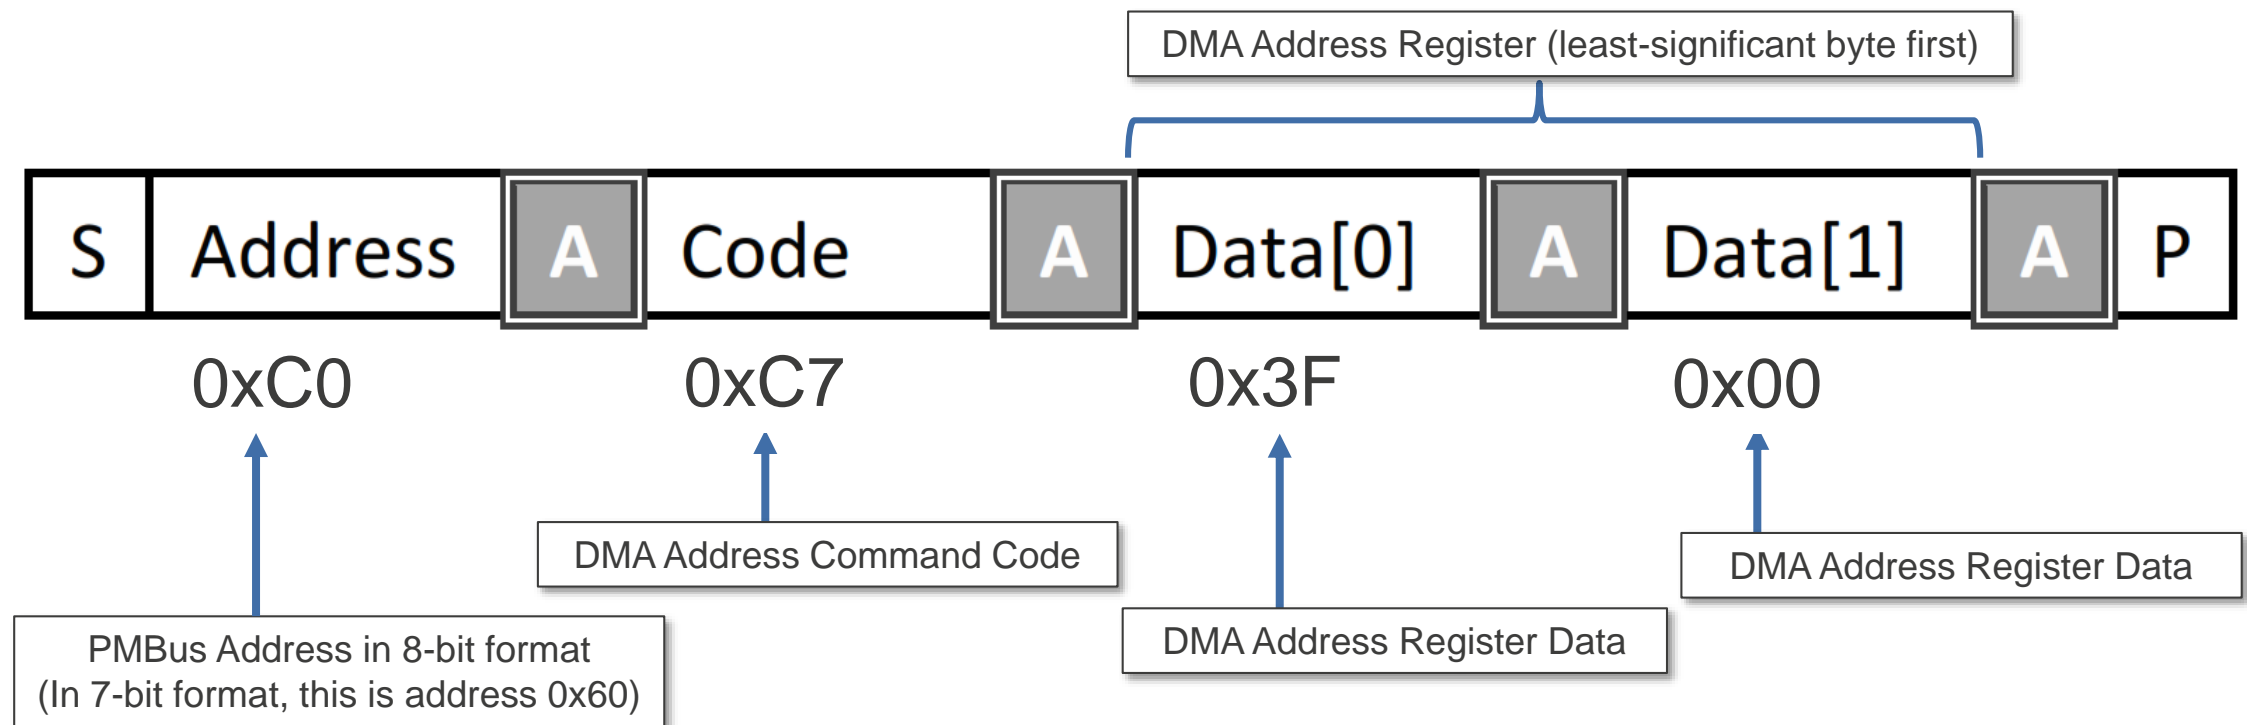 DMA Address Register (least-significant byte first)
S Address A Code A Data[0] A Data[1] A P
0xC0 0xC7 0x3F 0x00
DMA Address Command Code
DMA Address Register Data
DMA Address Register Data
PMBus Address in 8-bit format
(In 7-bit format, this is address 0x60)